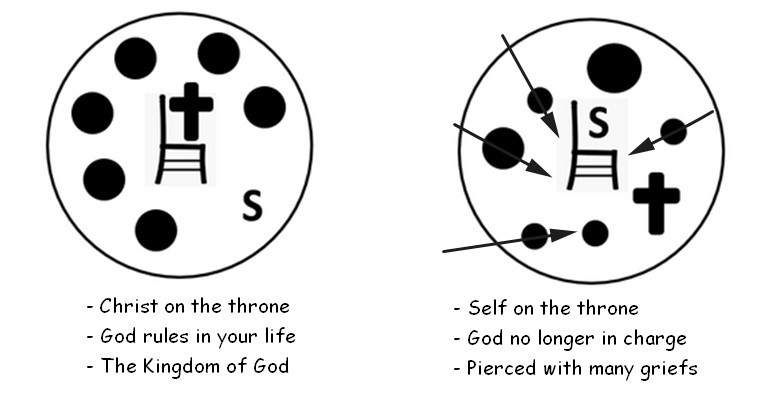 S
- Christ on the throne
- God rules in your life
- The Kingdom of God
S
- Self on the throne
- God no longer in charge
- Pierced with many griefs